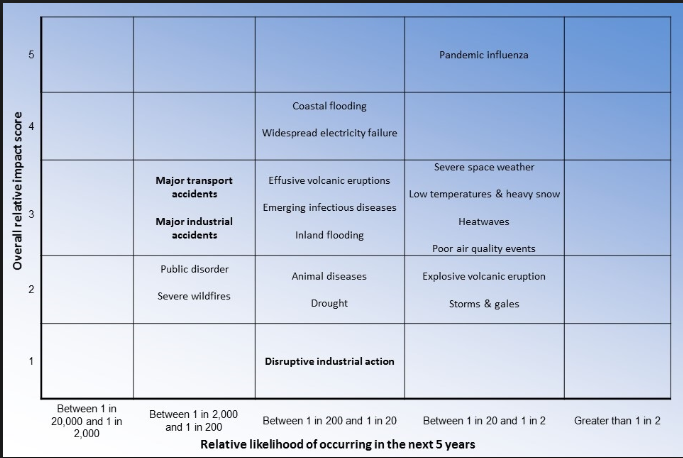 Overall relative impact score
5
Pandemic influenza
4
Coastal flooding
Widespread electricity failure
3
Major transport
accidents
Major industrial
accidents
Effusive volcanic eruptions
Emerging infectious diseases
Inland flooding
Severe space weather
Low temperatures & heavy snow
Heatwaves
Poor air quality events
2
Public disorder
Severe wildfires
Animal diseases
Drought
Explosive volcanic eruption
Storms & gales
1
Disruptive industrial action
Between 1 in
20,000 and 1 in
2,000
Between 1 in 2,000
and 1 in 200
Between 1 in 200 and 1 in 20
Between 1 in 20 and 1 in 2
Greater than 1 in 2
Relative likelihood of occurring in the next 5 years